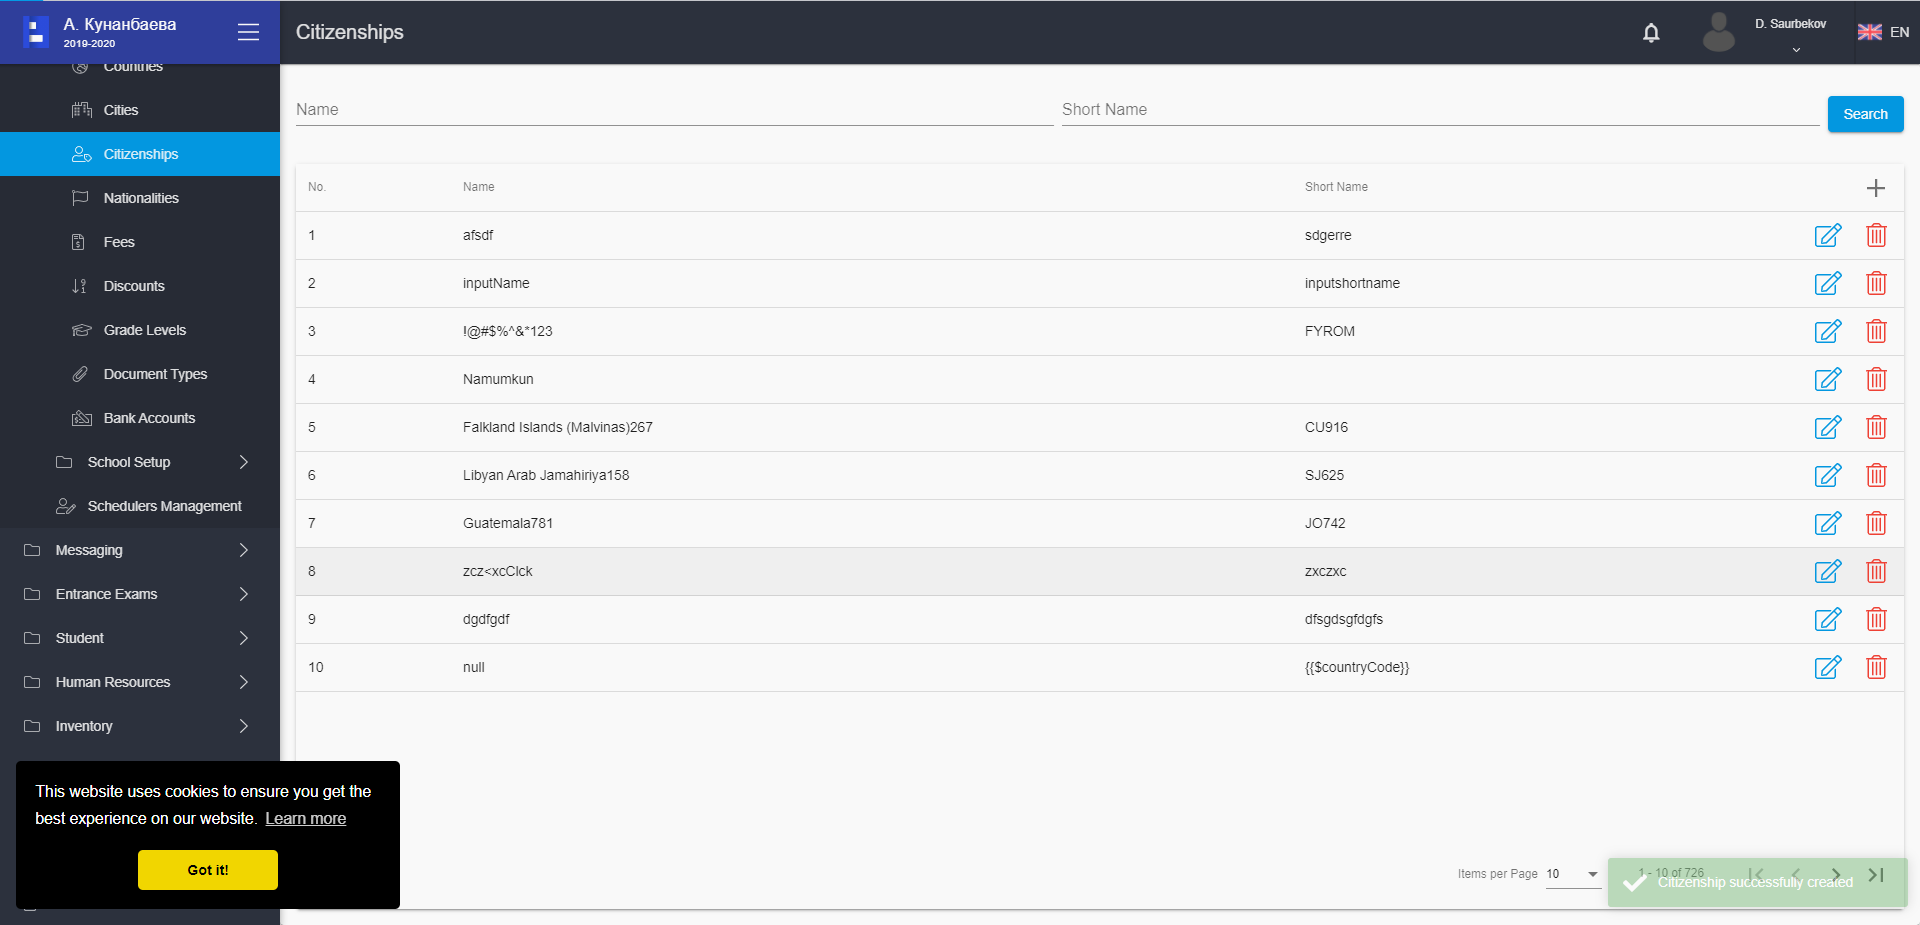 А. Кунанбаева
2019-2020
Citizenships
D. Saurbekov
EN
Countries
Cities
Citizenships
Nationalities
Fees
Discounts
Grade Levels
Document Types
Bank Accounts
School Setup
Schedulers Management
Messaging
Entrance Exams
Student
Human Resources
Inventory
Name Short Name Search
No. Name Short Name
1 afsdf sdgerre
2 inputName inputshortname
3 !@#$%^&*123 FYROM
4 Namumkun
5 Falkland Islands (Malvinas)267 CU916
6 Libyan Arab Jamahiriya158 SJ625
7 Guatemala781 JO742
8 zcz<xcClck zxczxc
9 dgdfgdf dfsgdsgfdgfs
10 null {{$countryCode}}
Items per Page 10 1 - 10 of 726
Citizenship successfully created
This website uses cookies to ensure you get the
best experience on our website. Learn more
Got it!